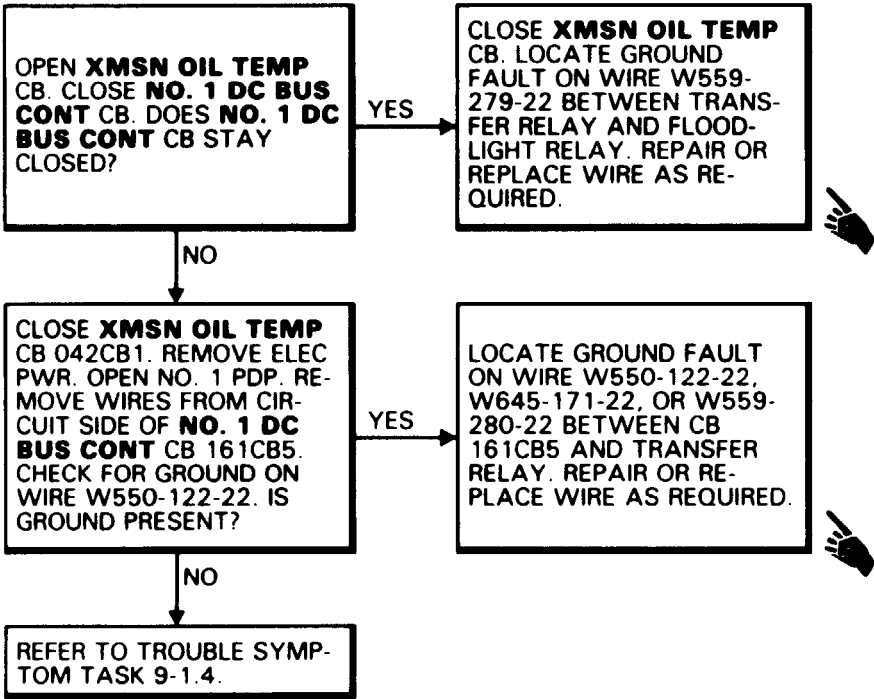 OPEN XMSN OIL TEMP
CB. CLOSE NO. 1 DC BUS
CONT CB. DOES NO. 1 DC
BUS CONT CB STAY
CLOSED?
YES
CLOSE XMSN OIL TEMP
CB. LOCATE GROUND
FAULT ON WIRE W559-
279-22 BETWEEN TRANS-
FER RELAY AND FLOOD-
LIGHT RELAY. REPAIR OR
REPLACE WIRE AS RE-
QUIRED.
NO
CLOSE XMSN OIL TEMP
CB 042CB1. REMOVE ELEC
PWR. OPEN NO. 1 PDP. RE-
MOVE WIRES FROM CIR-
CUIT SIDE OF NO. 1 DC
BUS CONT CB 161CB5.
CHECK FOR GROUND ON
WIRE W550-122-22. IS
GROUND PRESENT?
YES
LOCATE GROUND FAULT
ON WIRE W550-122-22,
W645-171-22, OR W559-
280-22 BETWEEN CB
161CB5 AND TRANSFER
RELAY. REPAIR OR RE-
PLACE WIRE AS REQUIRED.
NO
REFER TO TROUBLE SYMP-
TOM TASK 9-1.4.